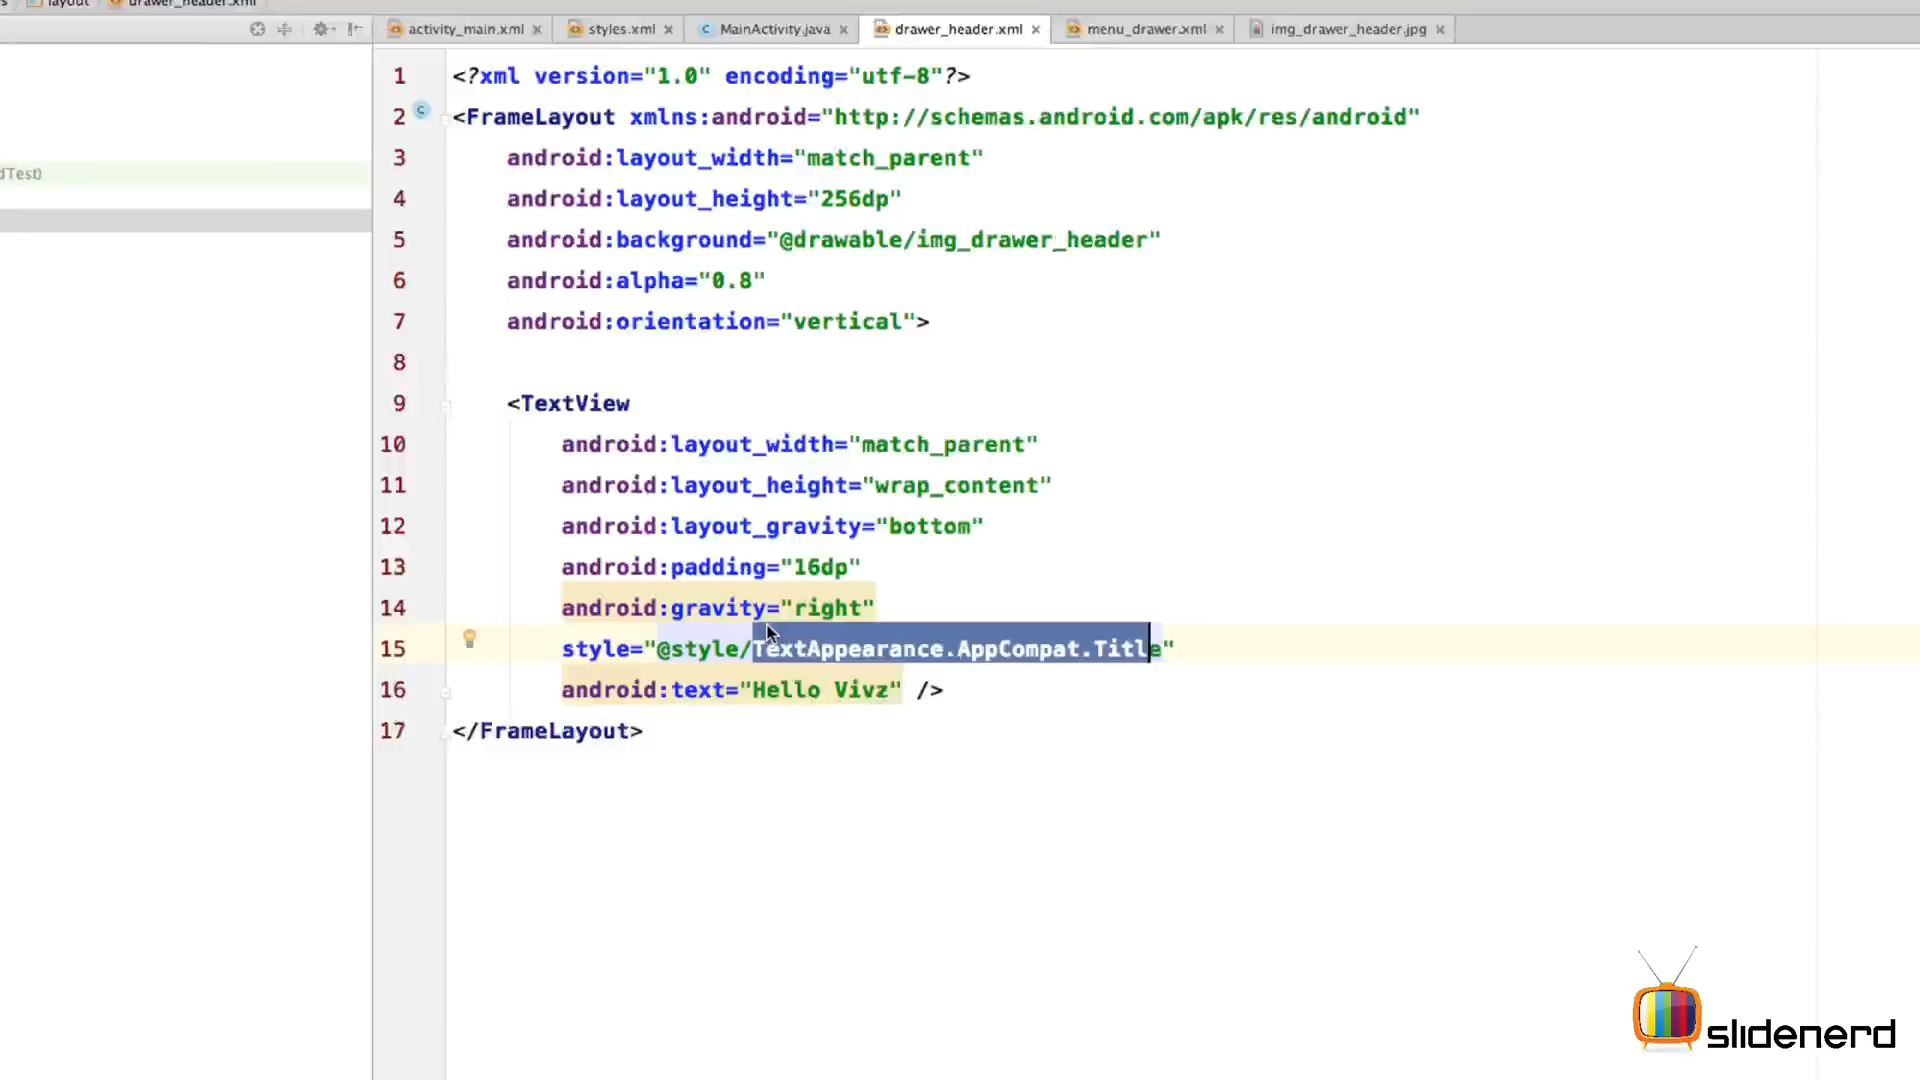 layout drawer_header.xml
activity_main.xml styles.xml MainActivity.java drawer_header.xml menu_drawer.xml img_drawer_header.jpg
1 <?xml version="1.0" encoding="utf-8"?>
2 <FrameLayout xmlns:android="http://schemas.android.com/apk/res/android"
3 android:layout_width="match_parent"
4 android:layout_height="256dp"
5 android:background="@drawable/img_drawer_header"
6 android:alpha="0.8"
7 android:orientation="vertical">
8
9 <TextView
10 android:layout_width="match_parent"
11 android:layout_height="wrap_content"
12 android:layout_gravity="bottom"
13 android:padding="16dp"
14 android:gravity="right"
15 style="@style/TextAppearance.AppCompat.Title"
16 android:text="Hello Vivz" />
17 </FrameLayout>
dTest)
slidenerd